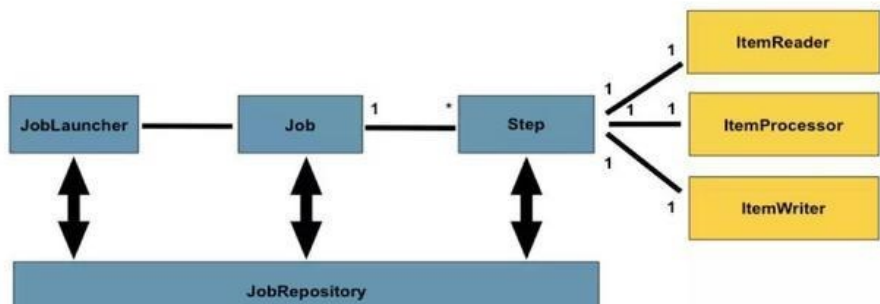 ItemReader
1
1
JobLauncher
Job
1
*
Step
1
1
ItemProcessor
1
1
ItemWriter
JobRepository